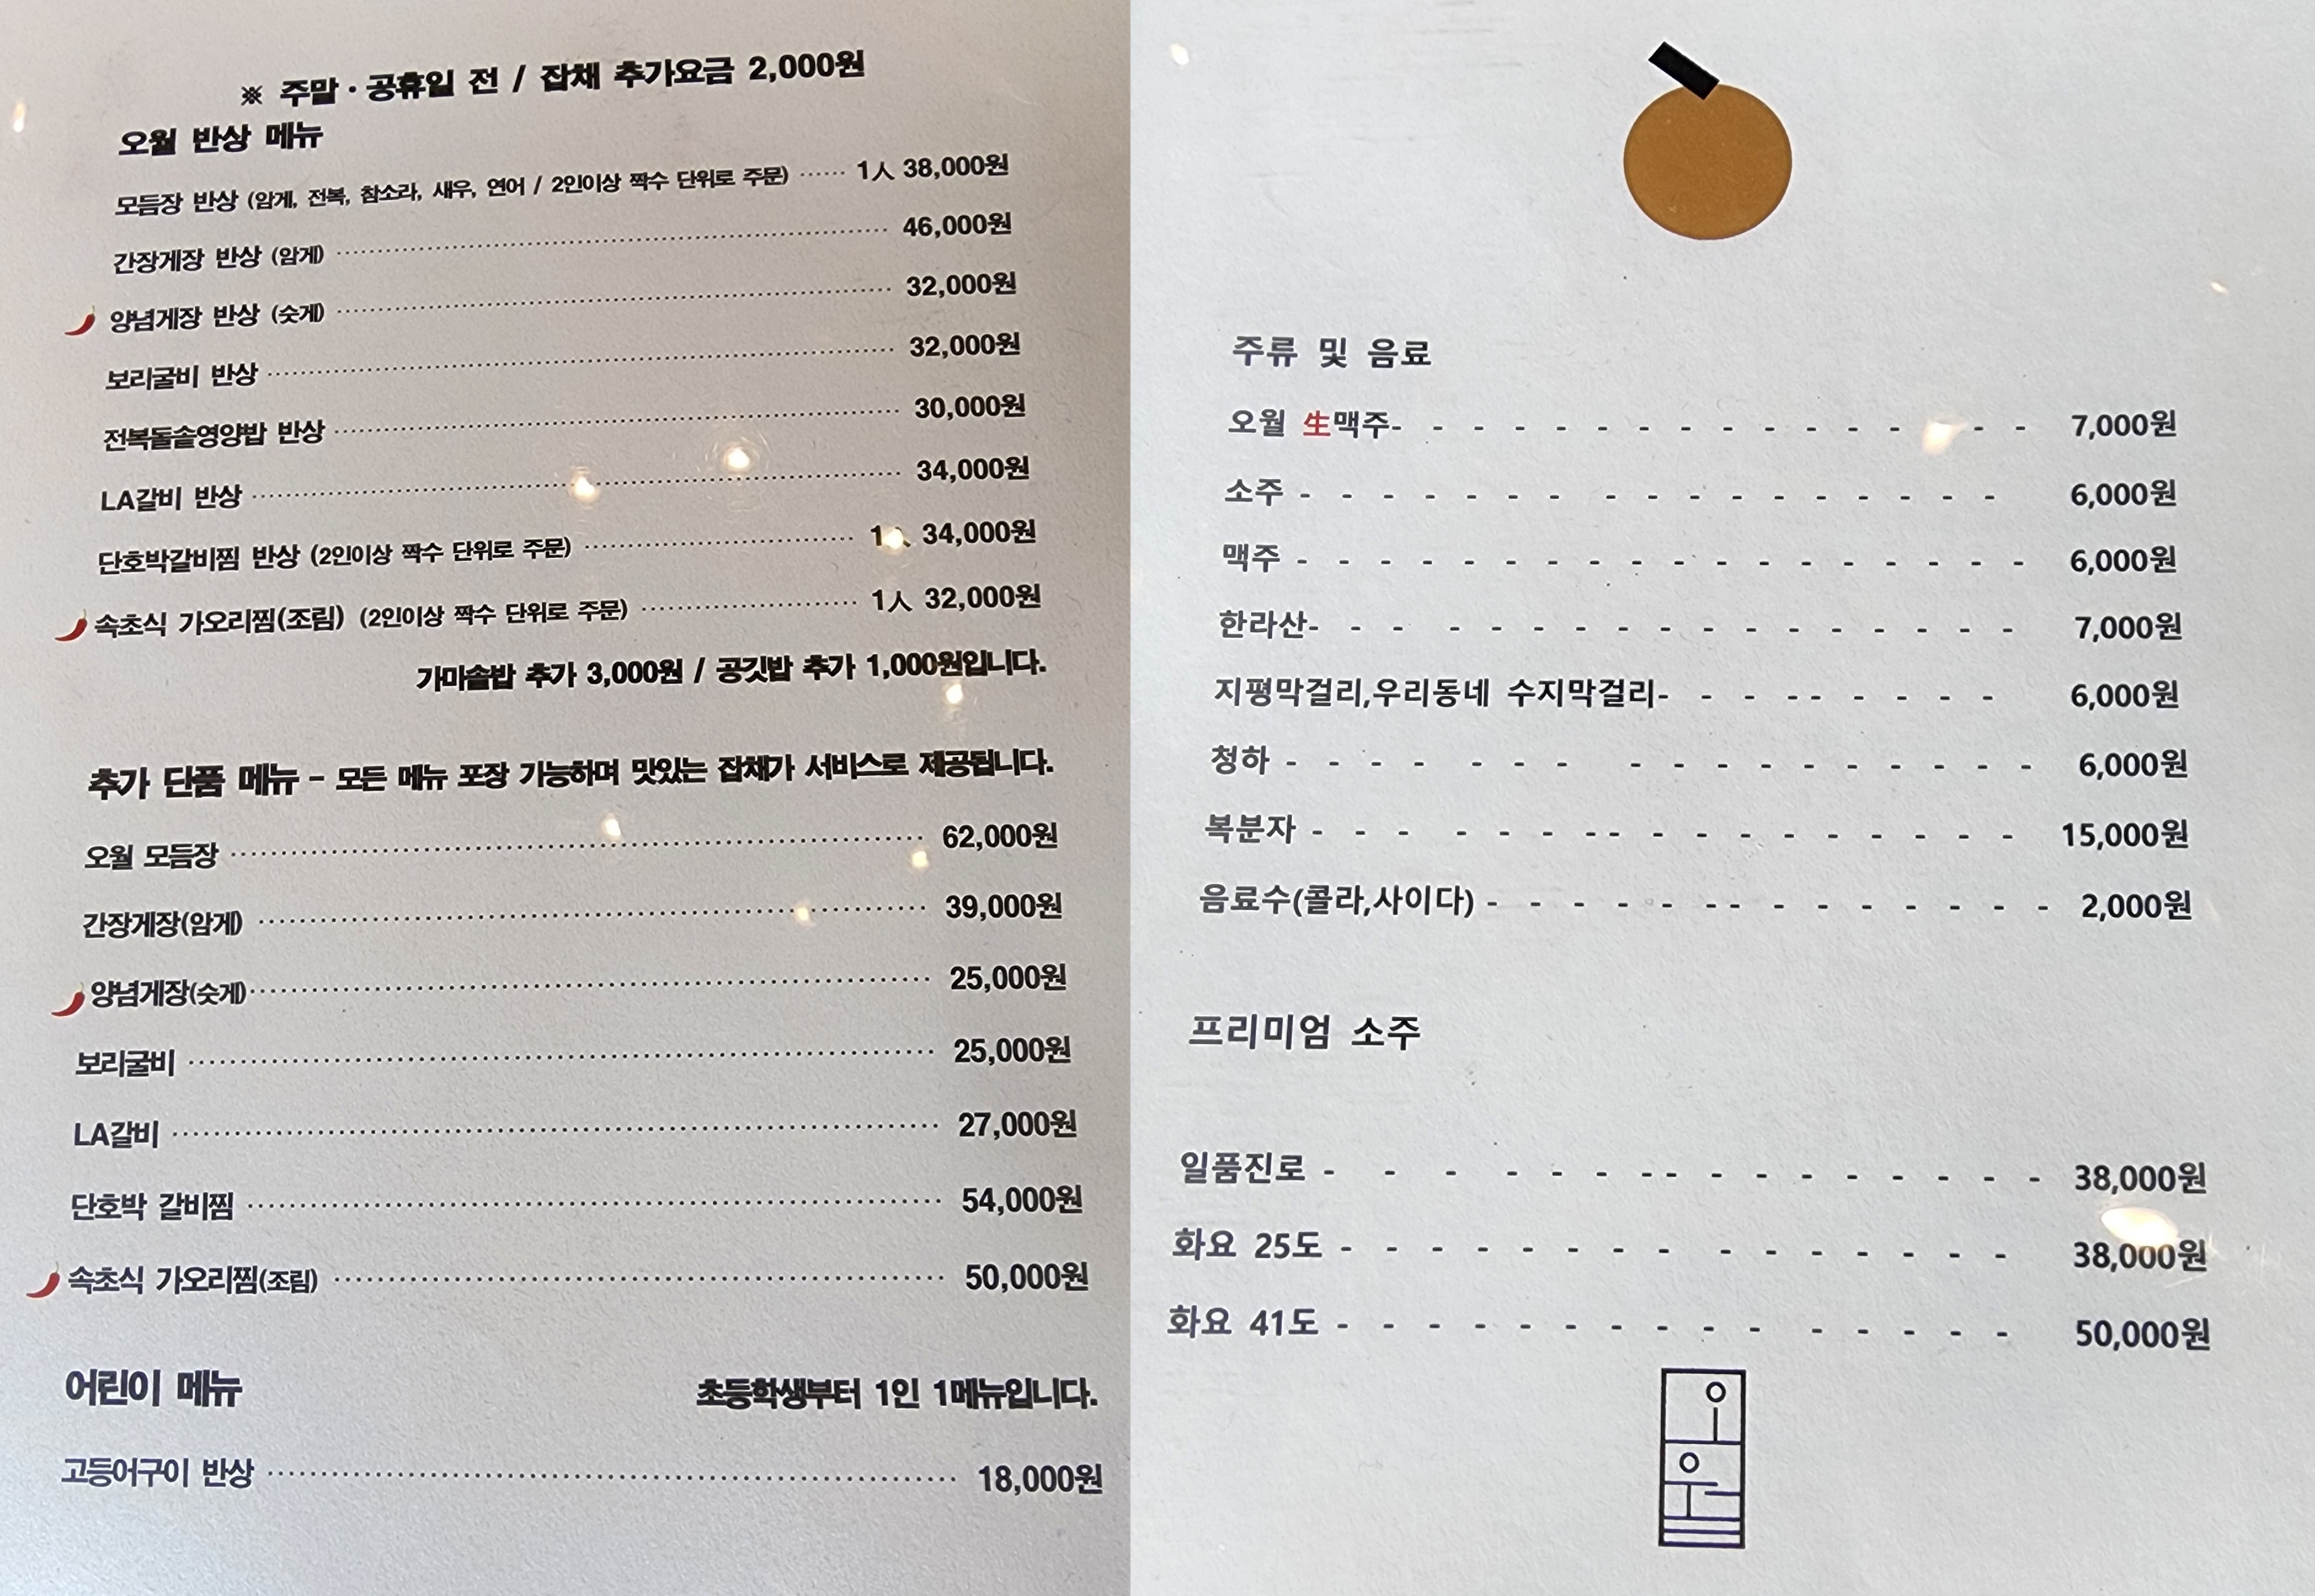 ※ 주말·공휴일 전 / 잡채 추가요금 2,000원
오월 반상 메뉴
모듬장 반상 (암게, 전복, 참소라, 새우, 연어 / 2인이상 짝수 단위로 주문) 1人 38,000원
간장게장 반상 (암게) 46,000원
양념게장 반상 (숫게) 32,000원
보리굴비 반상 32,000원
전복돌솥영양밥 반상 30,000원
LA갈비 반상 34,000원
단호박갈비찜 반상 (2인이상 짝수 단위로 주문) 1人 34,000원
속초식 가오리찜(조림) (2인이상 짝수 단위로 주문) 1人 32,000원
가마솥밥 추가 3,000원 / 공깃밥 추가 1,000원입니다.
추가 단품 메뉴 - 모든 메뉴 포장 가능하며 맛있는 잡채가 서비스로 제공됩니다.
오월 모듬장 62,000원
간장게장(암게) 39,000원
양념게장(숫게) 25,000원
보리굴비 25,000원
LA갈비 27,000원
단호박 갈비찜 54,000원
속초식 가오리찜(조림) 50,000원
어린이 메뉴 초등학생부터 1인 1메뉴입니다.
고등어구이 반상 18,000원
주류 및 음료
오월 生맥주 7,000원
소주 6,000원
맥주 6,000원
한라산 7,000원
지평막걸리,우리동네 수지막걸리 6,000원
청하 6,000원
복분자 15,000원
음료수(콜라,사이다) 2,000원
프리미엄 소주
일품진로 38,000원
화요 25도 38,000원
화요 41도 50,000원